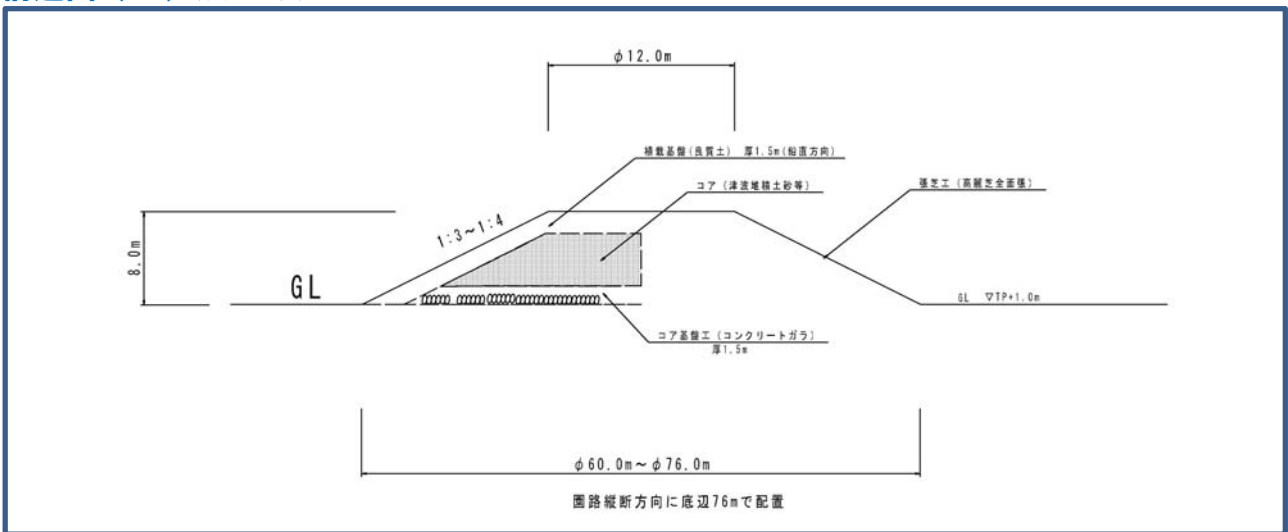 φ12.0m
植栽基盤(良質土) 厚1.5m(鉛直方向)
コア (津波堆積土砂等)
張芝工 (高麗芝全面張)
1:3~1:4
8.0m
GL
GL ▽TP+1.0m
コア基盤工 (コンクリートガラ)
厚1.5m
φ60.0m~φ76.0m
園路縦断方向に底辺76mで配置